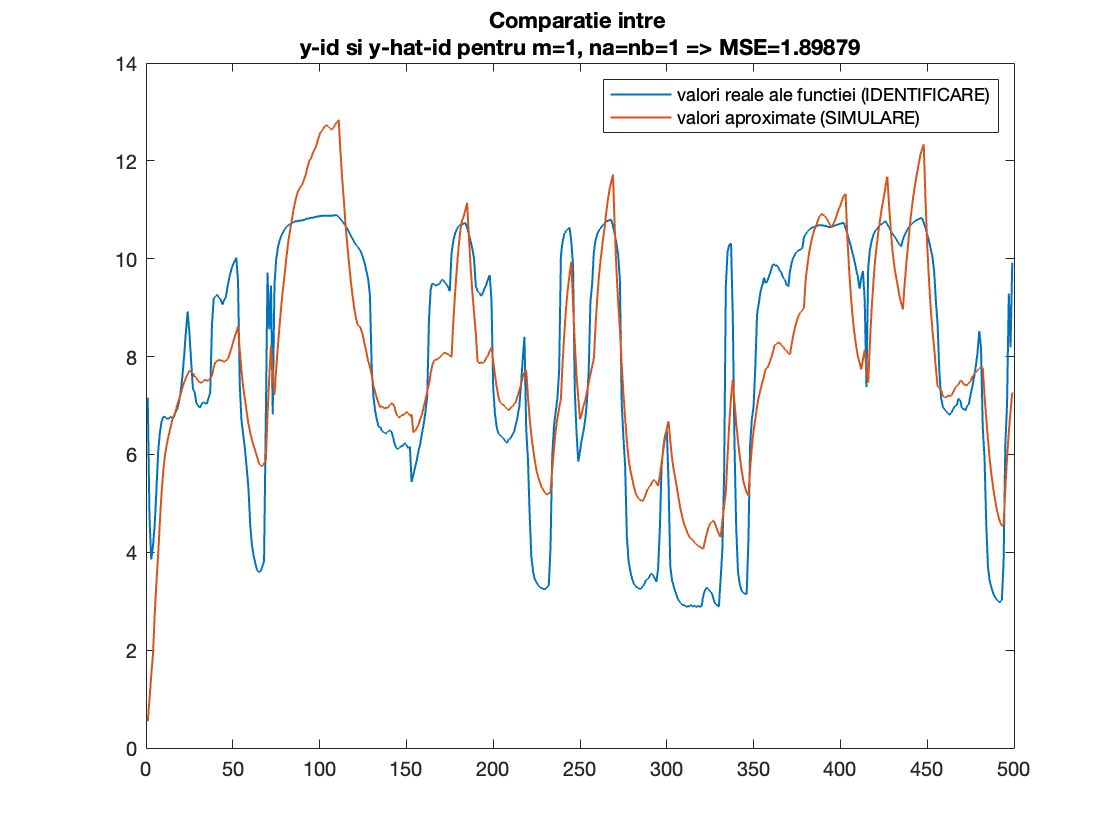 Comparatie intre
y-id si y-hat-id pentru m=1, na=nb=1 => MSE=1.89879
valori reale ale functiei (IDENTIFICARE)
valori aproximate (SIMULARE)
14
12
10
8
6
4
2
0
0 50 100 150 200 250 300 350 400 450 500